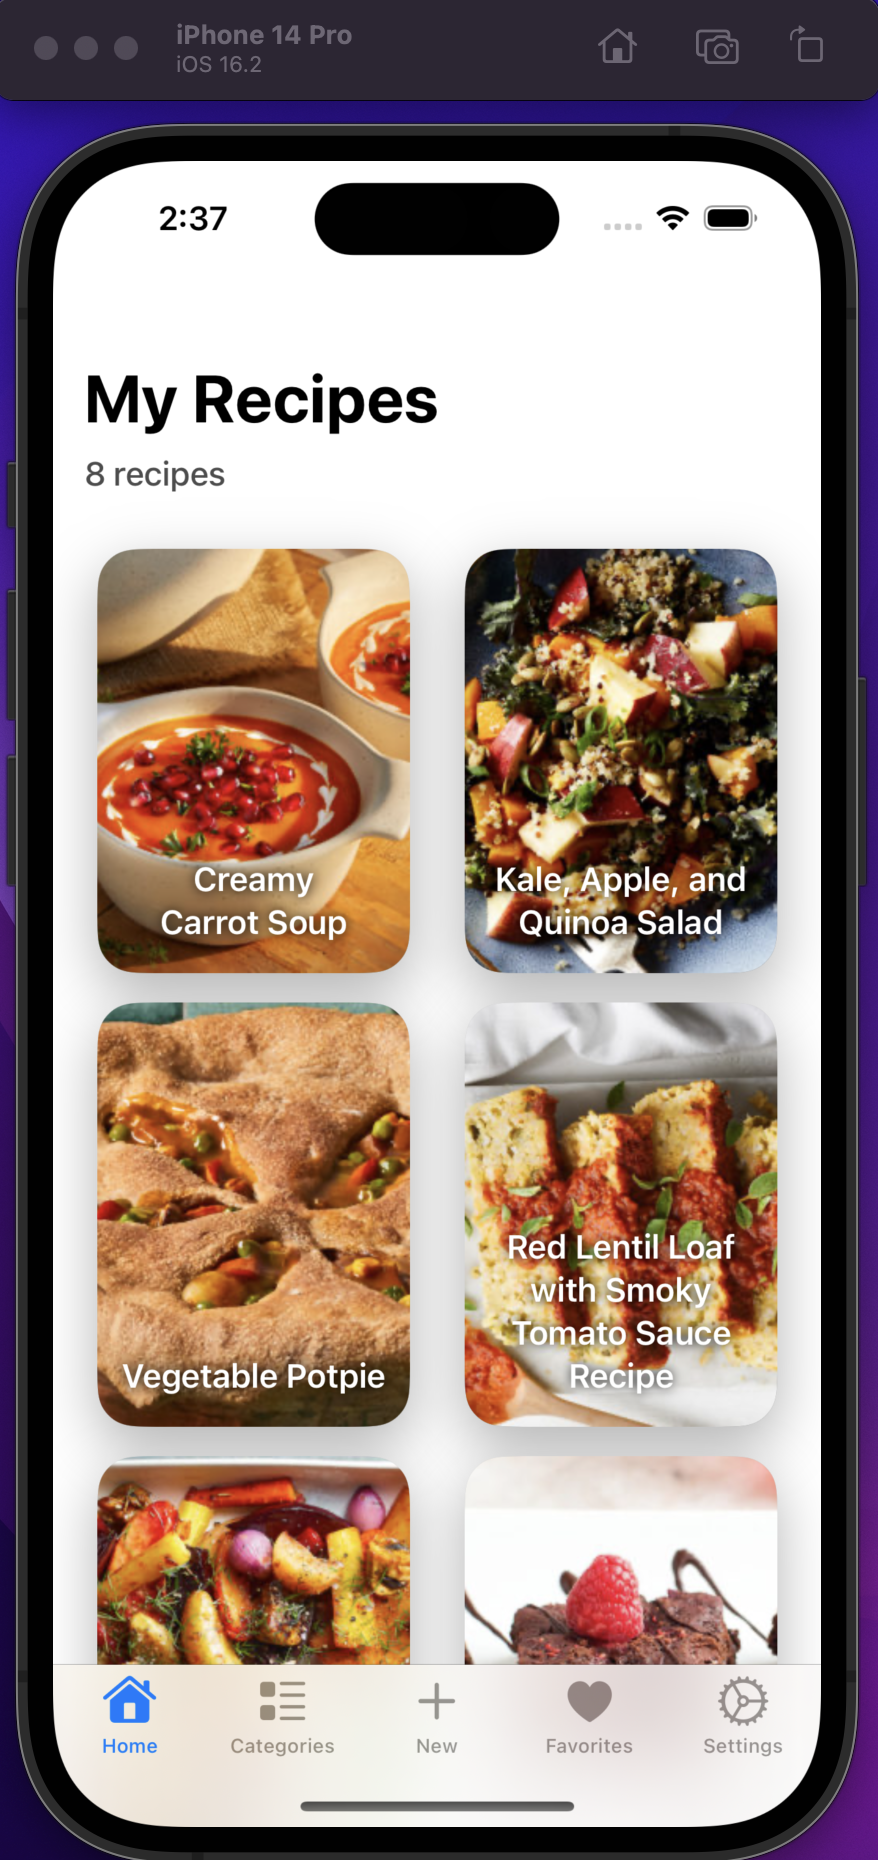 iPhone 14 Pro
iOS 16.2
2:37
My Recipes
8 recipes
Creamy
Carrot Soup
Kale, Apple, and
Quinoa Salad
Vegetable Potpie
Red Lentil Loaf
with Smoky
Tomato Sauce
Recipe
Home
Categories
New
Favorites
Settings